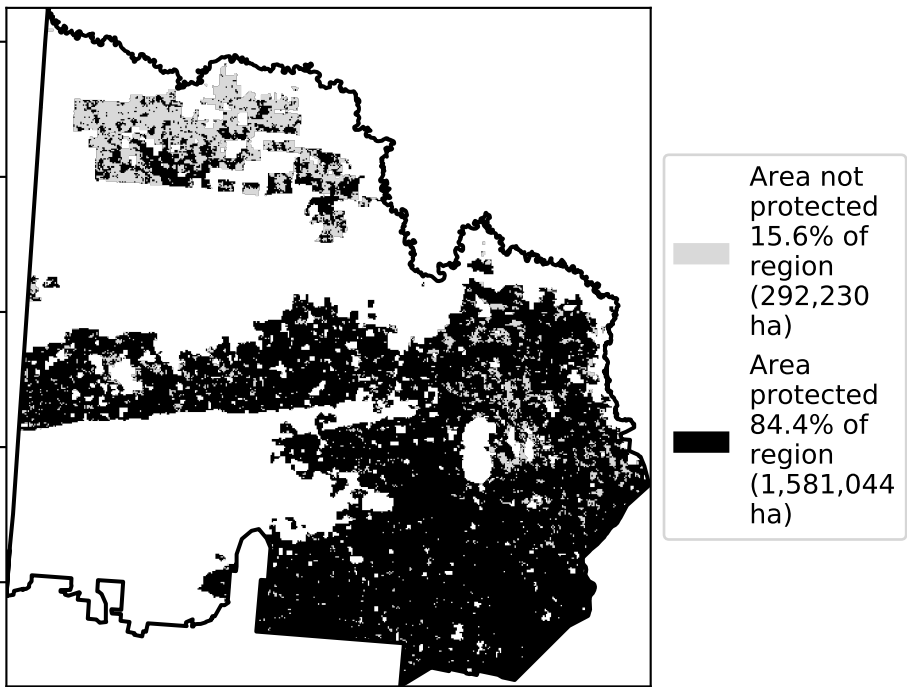 Area not
protected
15.6% of
region
(292,230
ha)
Area
protected
84.4% of
region
(1,581,044
ha)